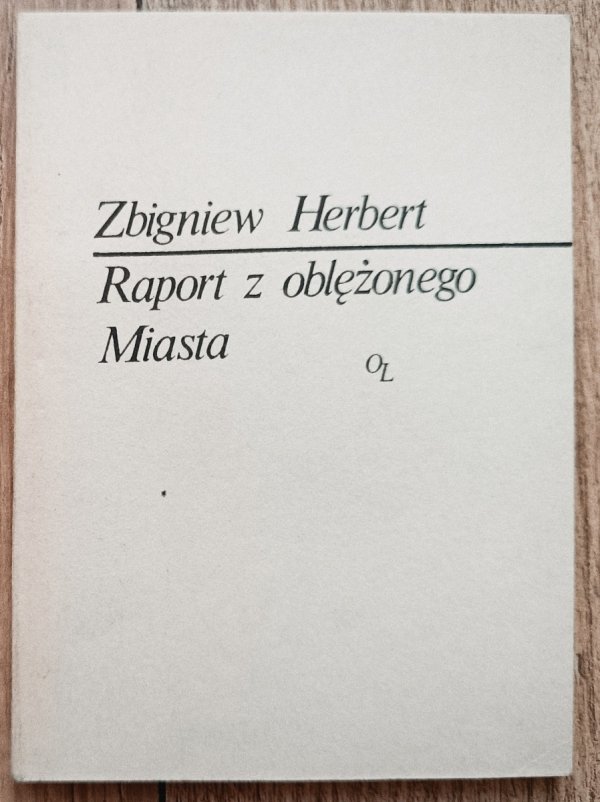 Zbigniew Herbert
Raport z oblężonego
Miasta
OL